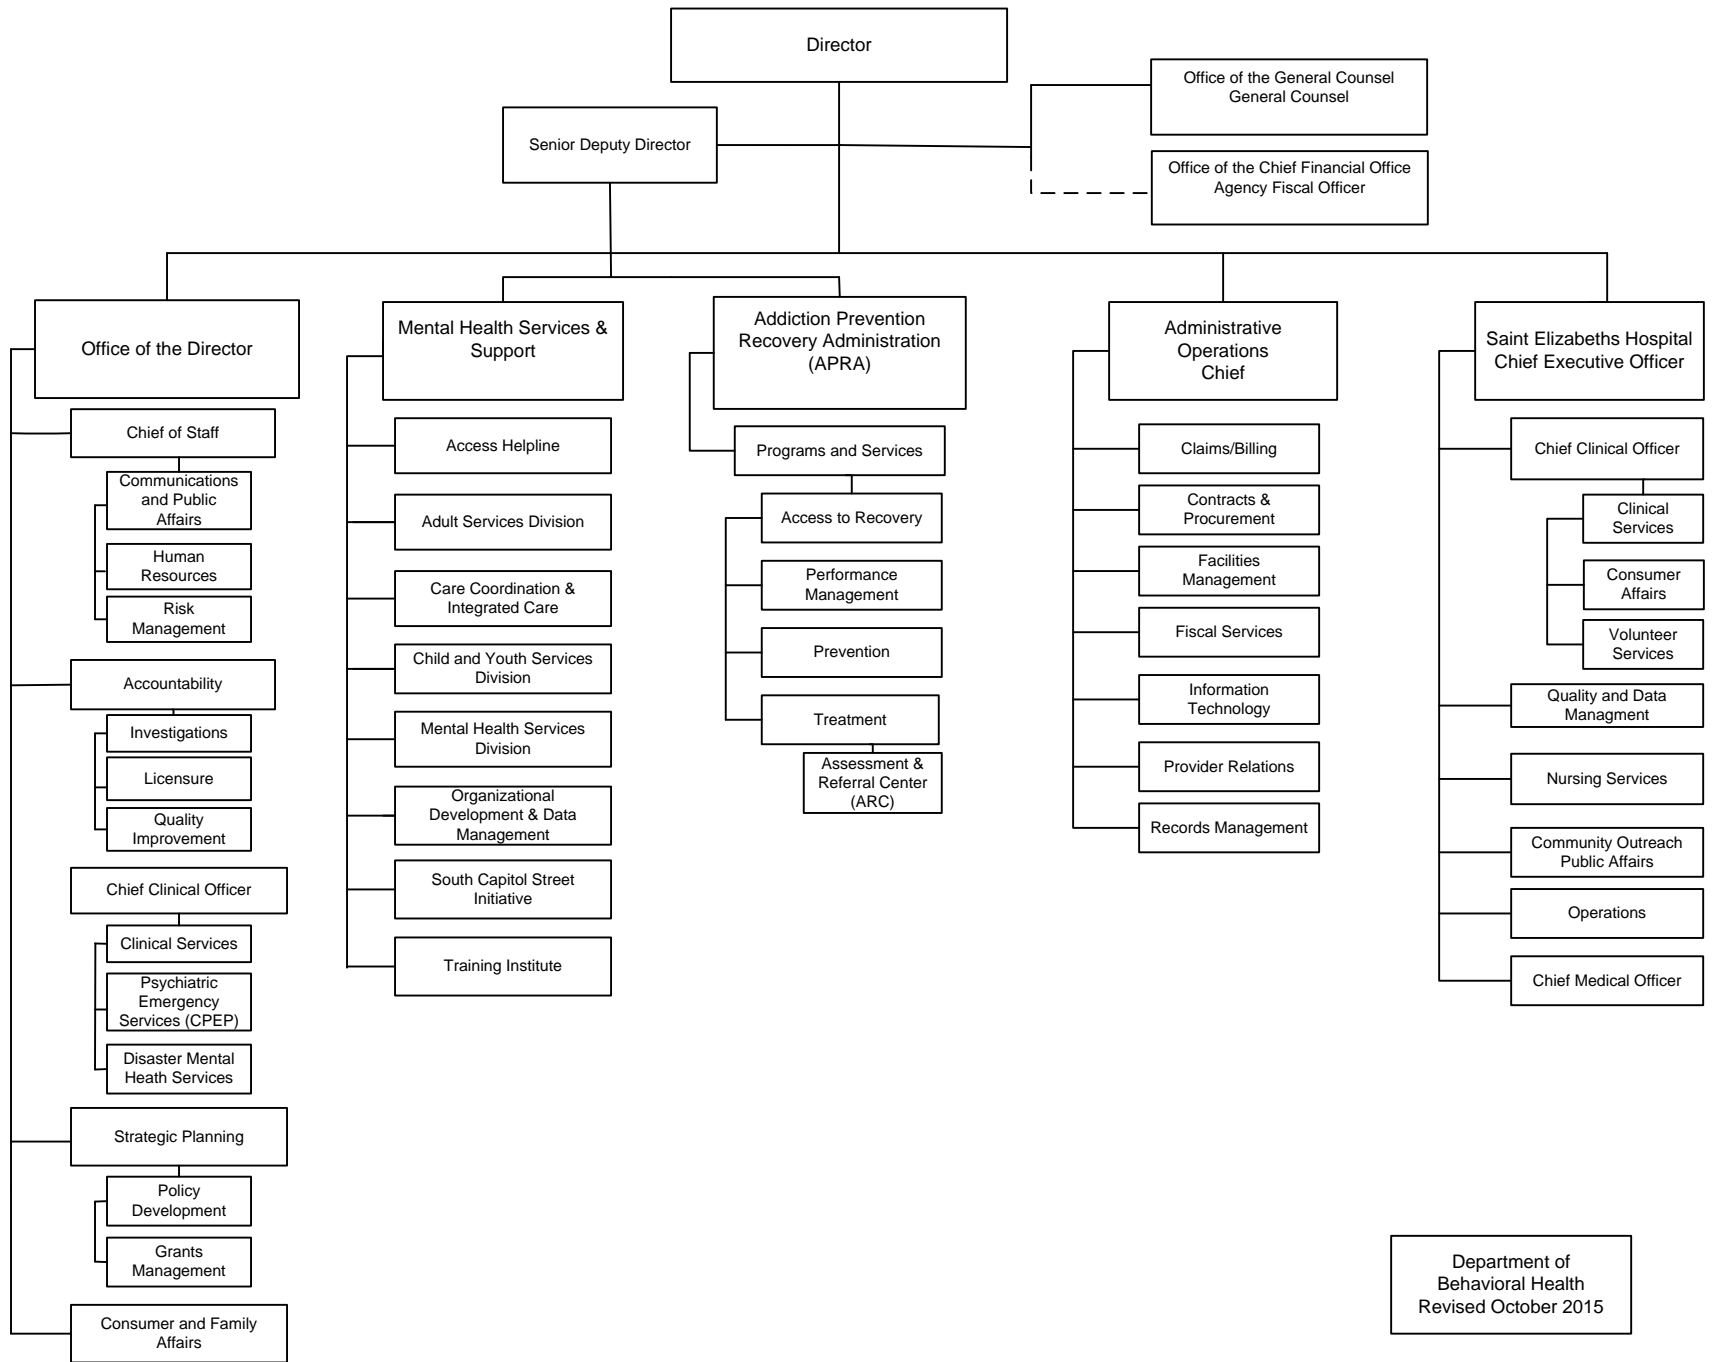 Director
Office of the General Counsel
General Counsel
Senior Deputy Director
Office of the Chief Financial Office
Agency Fiscal Officer
Office of the Director
Chief of Staff
Communications
and Public
Affairs
Human
Resources
Risk
Management
Accountability
Investigations
Licensure
Quality
Improvement
Chief Clinical Officer
Clinical Services
Psychiatric
Emergency
Services (CPEP)
Disaster Mental
Heath Services
Strategic Planning
Policy
Development
Grants
Management
Consumer and Family
Affairs
Mental Health Services &
Support
Access Helpline
Adult Services Division
Care Coordination &
Integrated Care
Child and Youth Services
Division
Mental Health Services
Division
Organizational
Development & Data
Management
South Capitol Street
Initiative
Training Institute
Addiction Prevention
Recovery Administration
(APRA)
Programs and Services
Access to Recovery
Performance
Management
Prevention
Treatment
Assessment &
Referral Center
(ARC)
Administrative
Operations
Chief
Claims/Billing
Contracts &
Procurement
Facilities
Management
Fiscal Services
Information
Technology
Provider Relations
Records Management
Saint Elizabeths Hospital
Chief Executive Officer
Chief Clinical Officer
Clinical
Services
Consumer
Affairs
Volunteer
Services
Quality and Data
Managment
Nursing Services
Community Outreach
Public Affairs
Operations
Chief Medical Officer
Department of
Behavioral Health
Revised October 2015